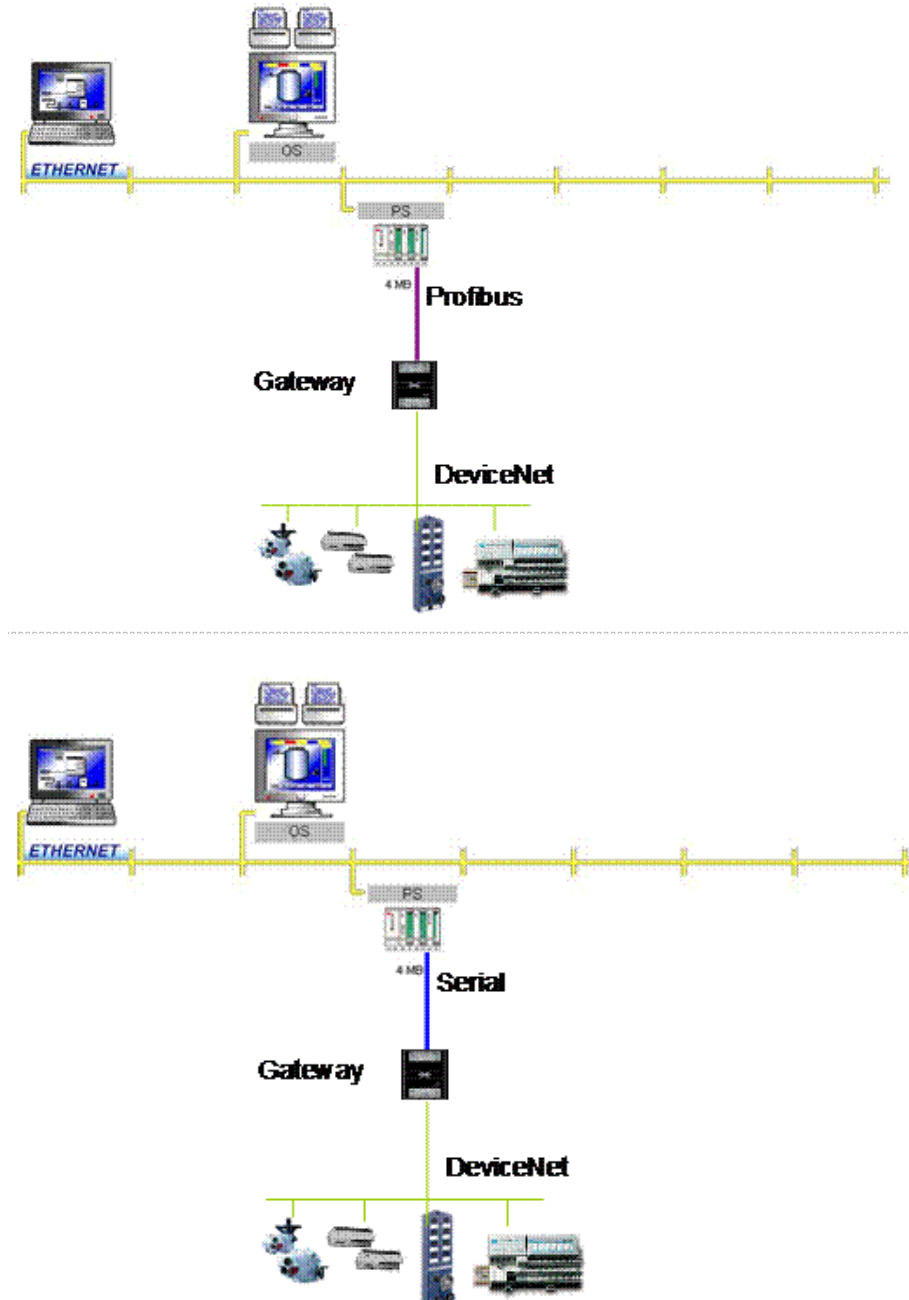 OS
ETHERNET
PS
4 MB
Profibus
Gateway
DeviceNet
OS
ETHERNET
PS
4 MB
Serial
Gateway
DeviceNet